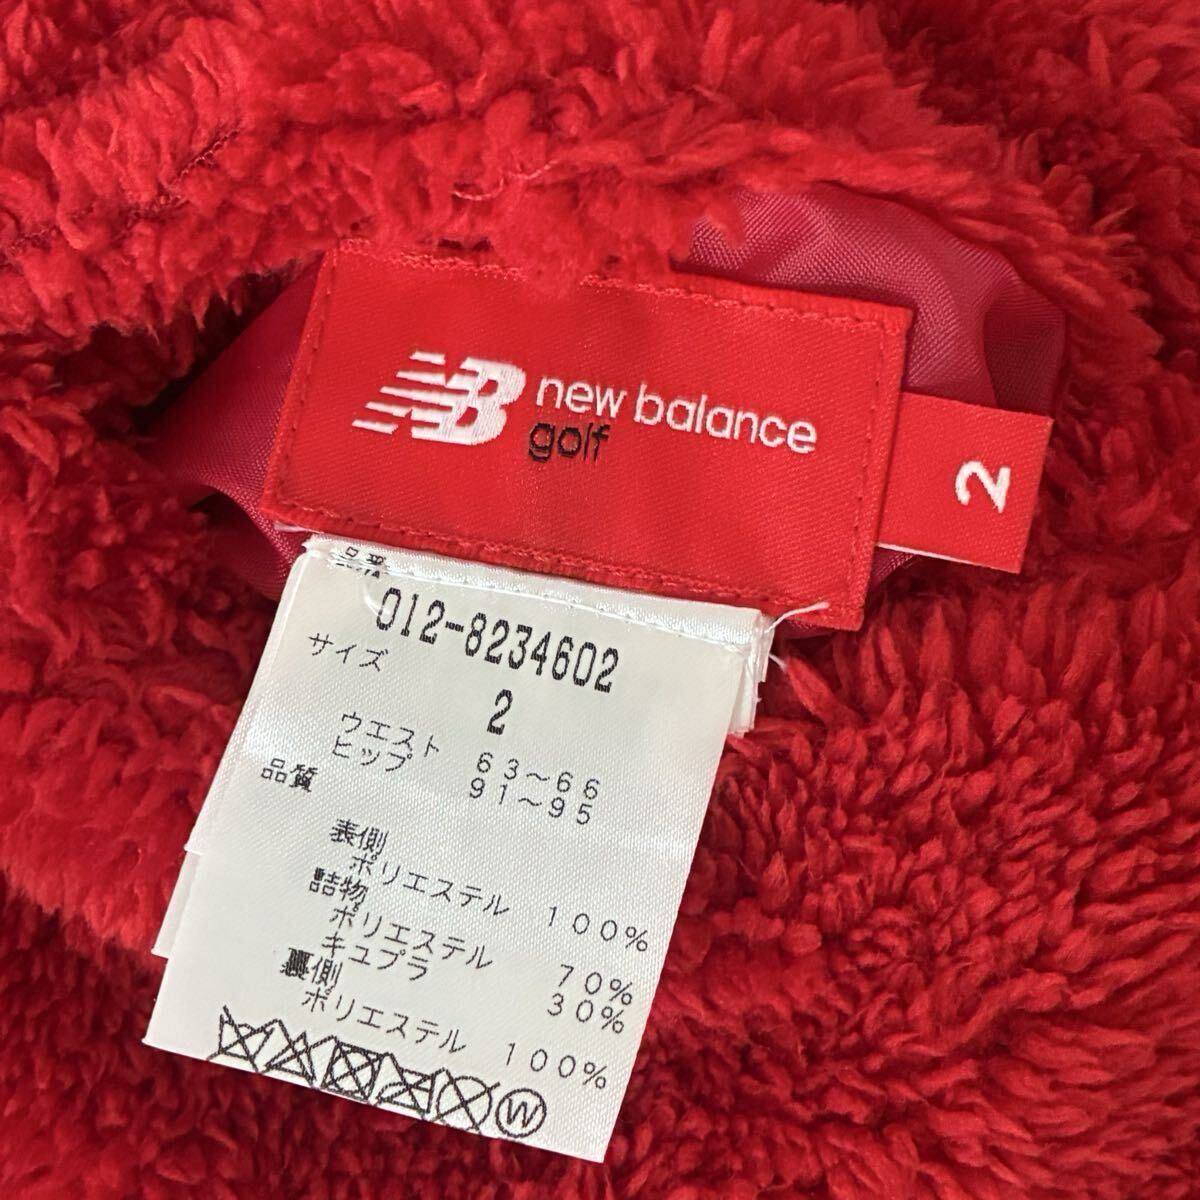 new balance
golf
2
品番
012-8234602
サイズ
2
ウエスト 63～66
ヒップ 91～95
品質
表側
ポリエステル 100%
詰物
ポリエステル 70%
キュプラ 30%
裏側
ポリエステル 100%
W